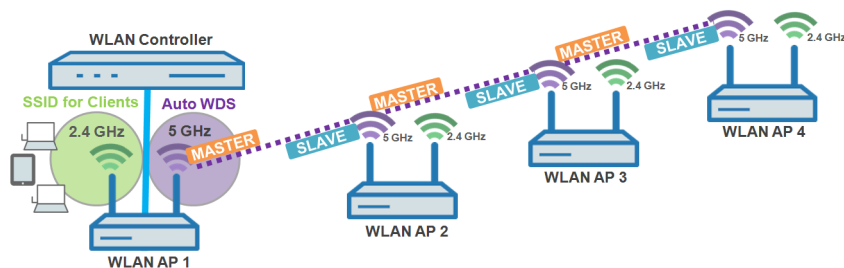 WLAN Controller
SSID for Clients
Auto WDS
2.4 GHz
5 GHz
MASTER
SLAVE
MASTER
SLAVE
MASTER
SLAVE
5 GHz
2.4 GHz
5 GHz
2.4 GHz
5 GHz
2.4 GHz
WLAN AP 1
WLAN AP 2
WLAN AP 3
WLAN AP 4